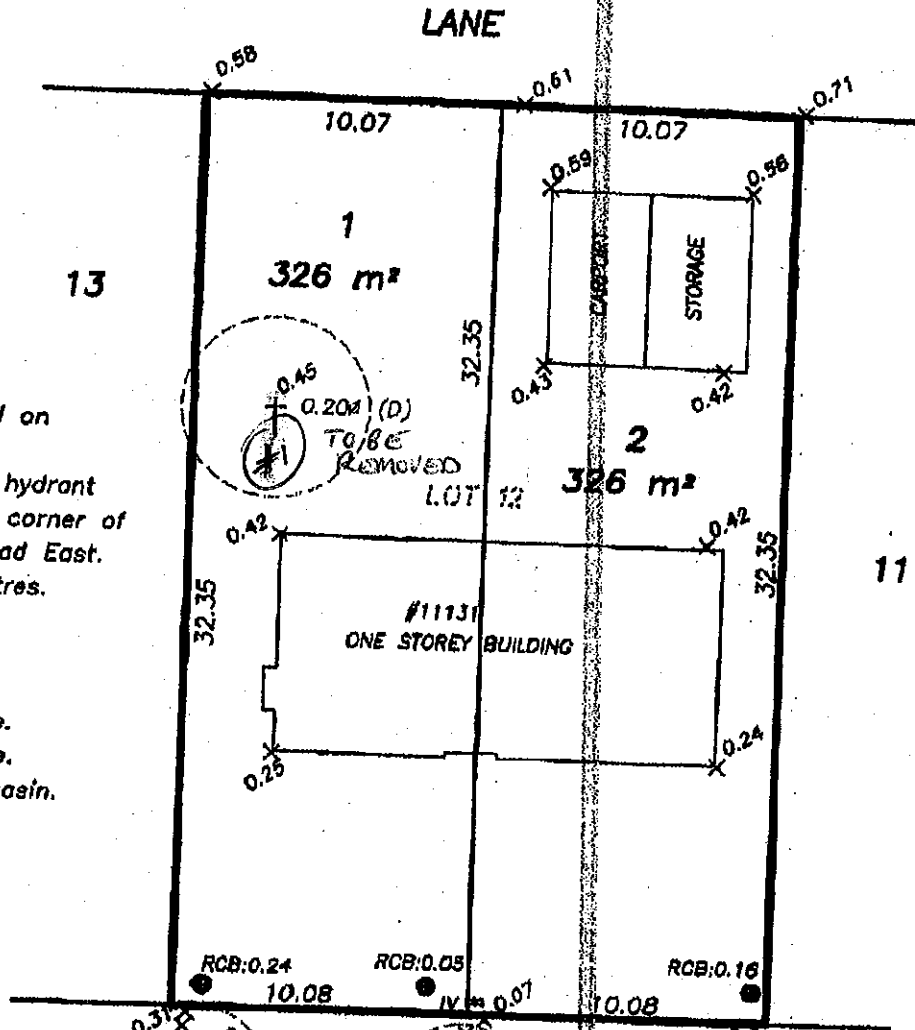 LANE
0.58
0.61
0.71
10.07
10.07
0.59
0.56
1
326 m²
13
CARPORT
STORAGE
32.35
0.45
0.43
0.42
on
0.20 (D)
TO BE
REMOVED
#1
2
326 m²
hydrant
LOT 12
corner of
0.42
0.42
ad East.
tres.
32.35
11
32.35
#11131
ONE STOREY BUILDING
e.
e.
0.25
0.24
asin.
RCB:0.24
RCB:0.05
RCB:0.16
10.08
IV
0.07
10.08
0.31